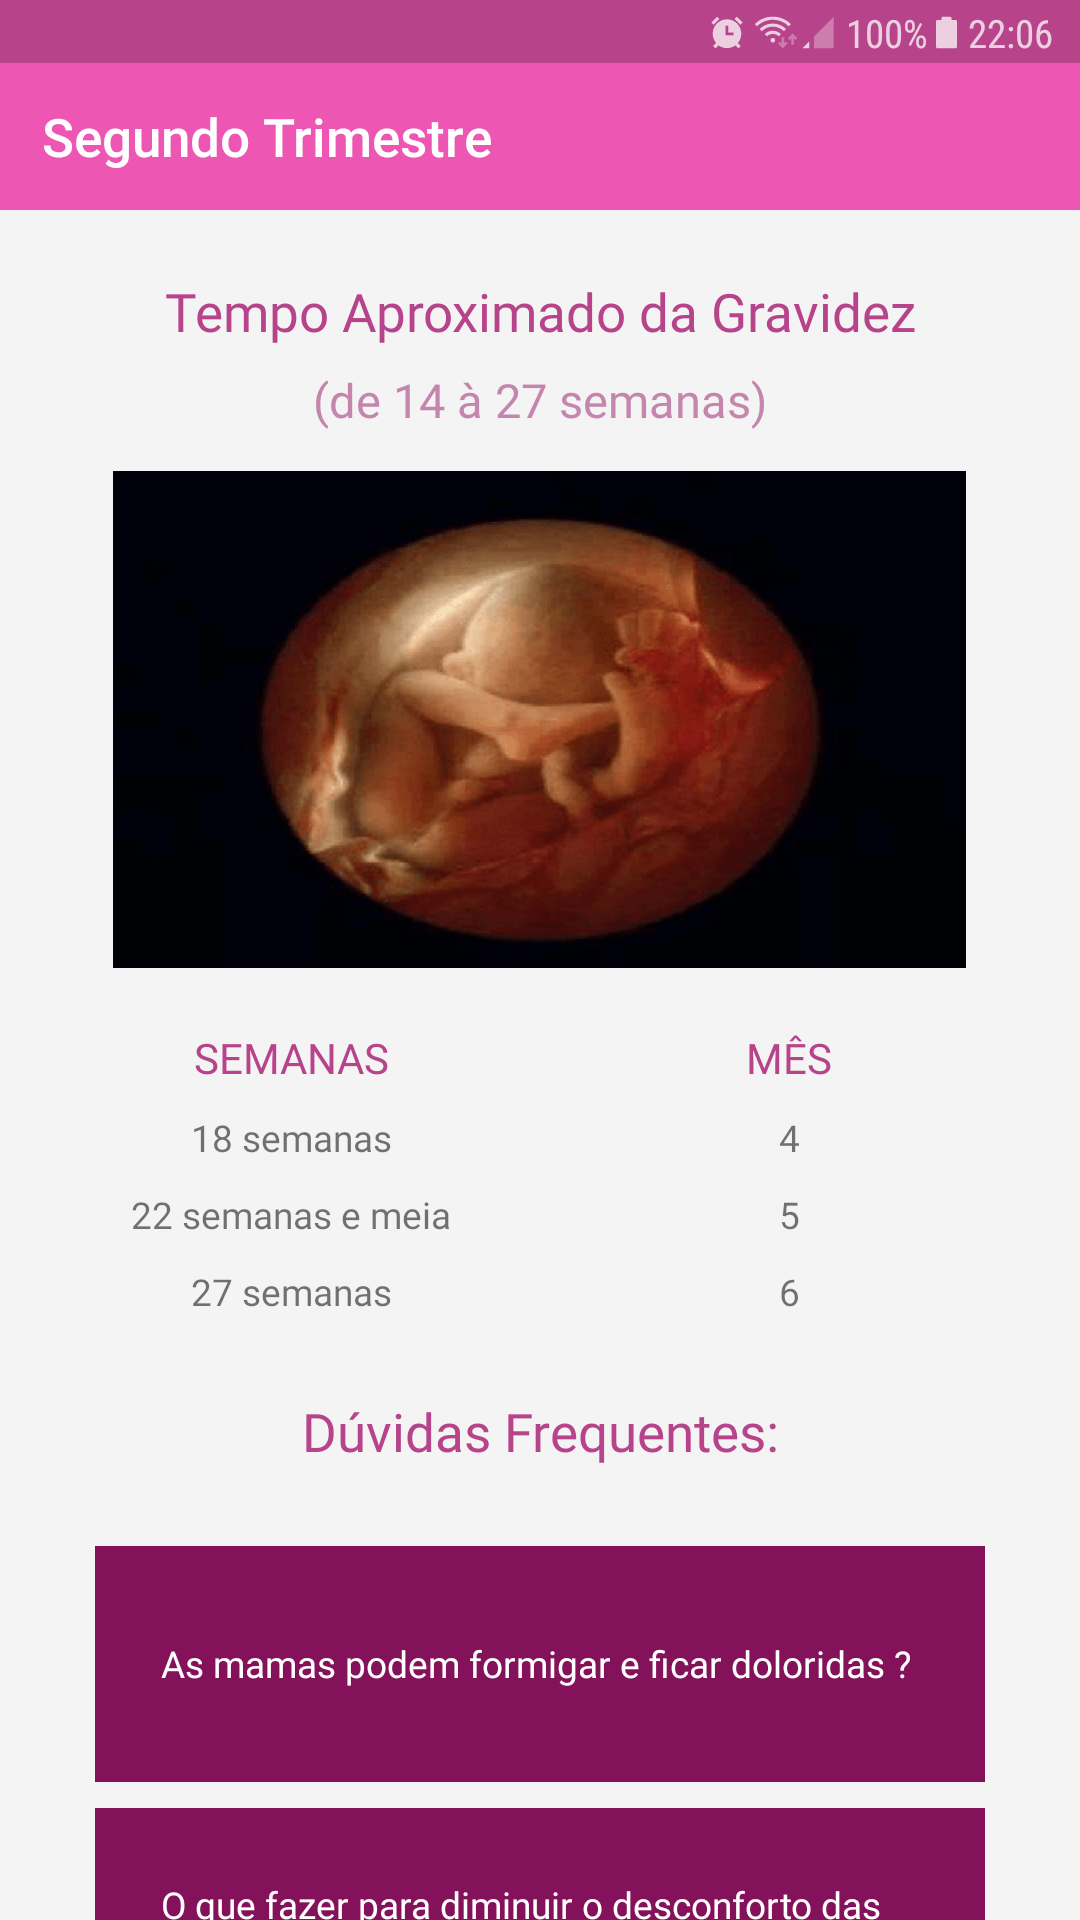 100% 22:06
Segundo Trimestre
Tempo Aproximado da Gravidez
(de 14 à 27 semanas)
SEMANAS MÊS
18 semanas 4
22 semanas e meia 5
27 semanas 6
Dúvidas Frequentes:
As mamas podem formigar e ficar doloridas ?
O que fazer para diminuir o desconforto das